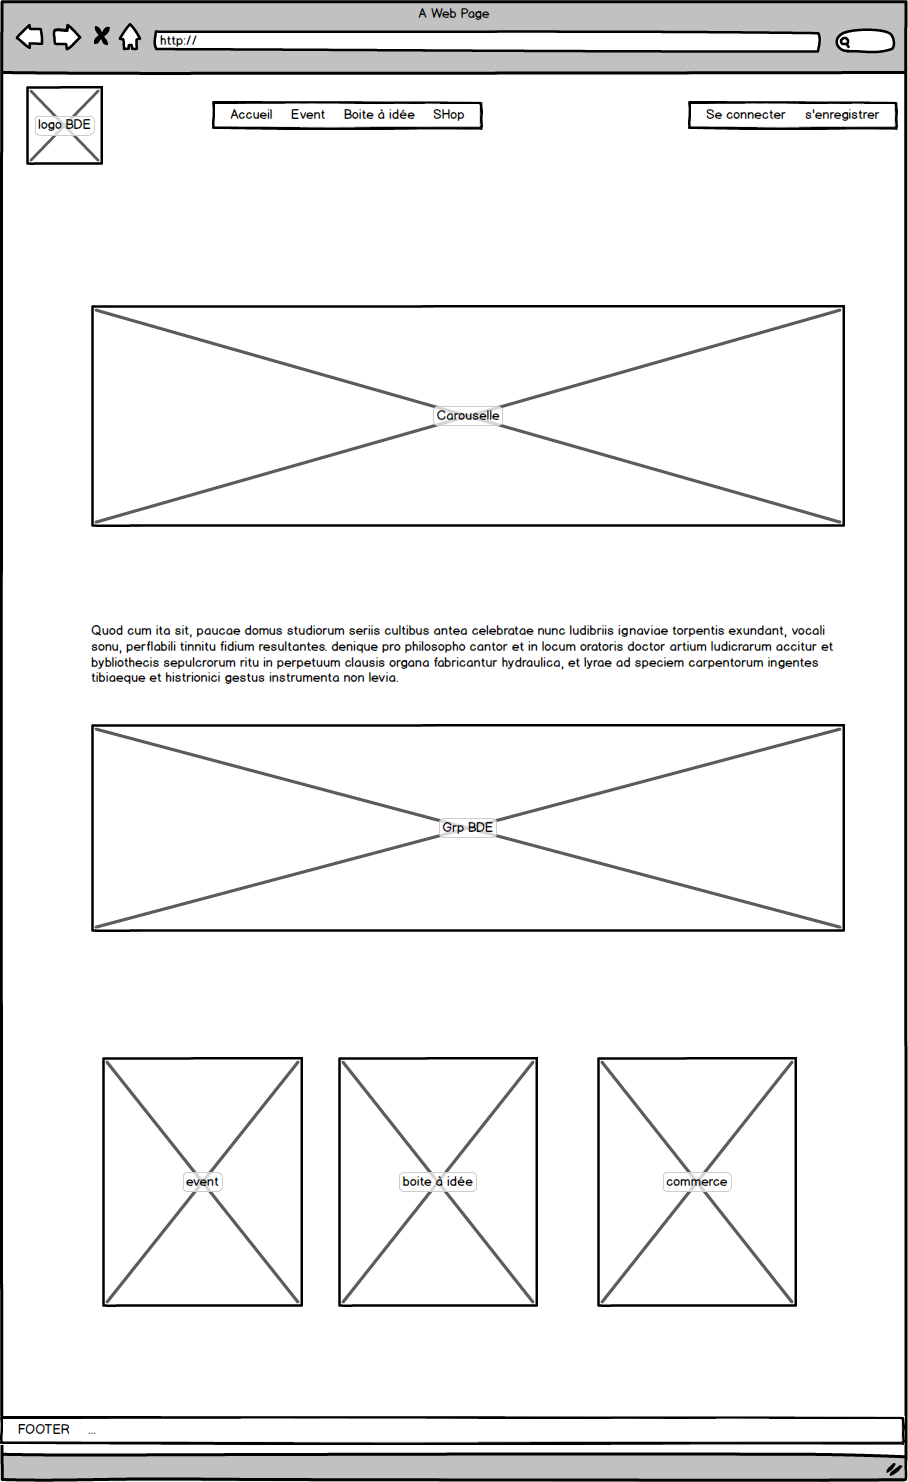 A Web Page
http://
logo BDE
Accueil Event Boite à idée SHop
Se connecter s'enregistrer
Carouselle
Quod cum ita sit, paucae domus studiorum seriis cultibus antea celebratae nunc ludibriis ignaviae torpentis exundant, vocali
sonu, perflabili tinnitu fidium resultantes. denique pro philosopho cantor et in locum oratoris doctor artium ludicrarum accitur et
bybliothecis sepulcrorum ritu in perpetuum clausis organa fabricantur hydraulica, et lyrae ad speciem carpentorum ingentes
tibiaeque et histrionici gestus instrumenta non levia.
Grp BDE
event
boite à idée
commerce
FOOTER ...